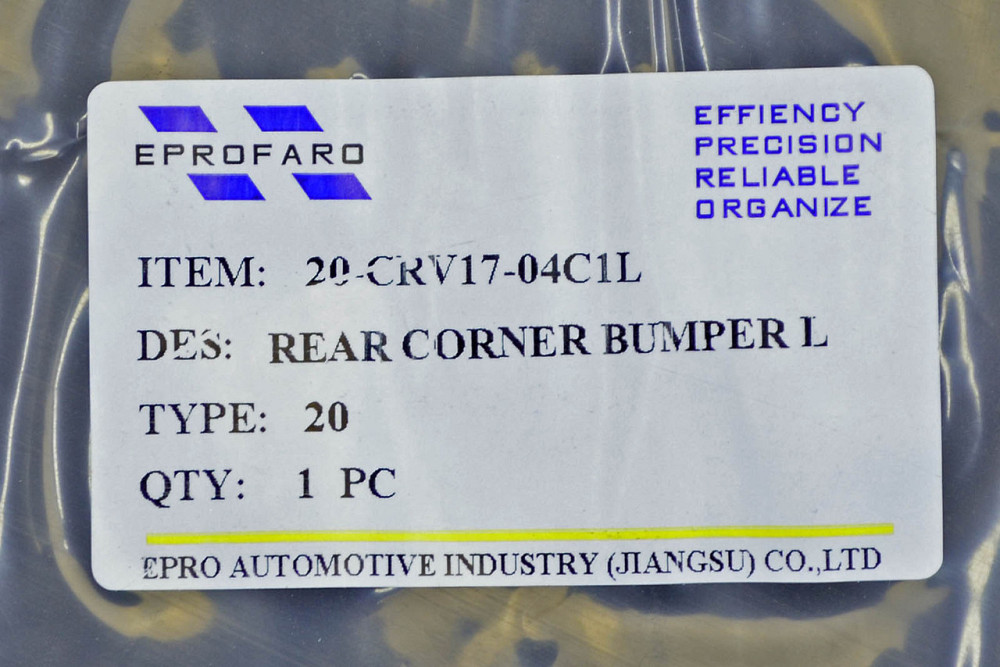 EPROFARO
EFFIENCY
PRECISION
RELIABLE
ORGANIZE
ITEM: 20-CRV17-04C1L
DES: REAR CORNER BUMPER L
TYPE: 20
QTY: 1 PC
EPRO AUTOMOTIVE INDUSTRY (JIANGSU) CO.,LTD